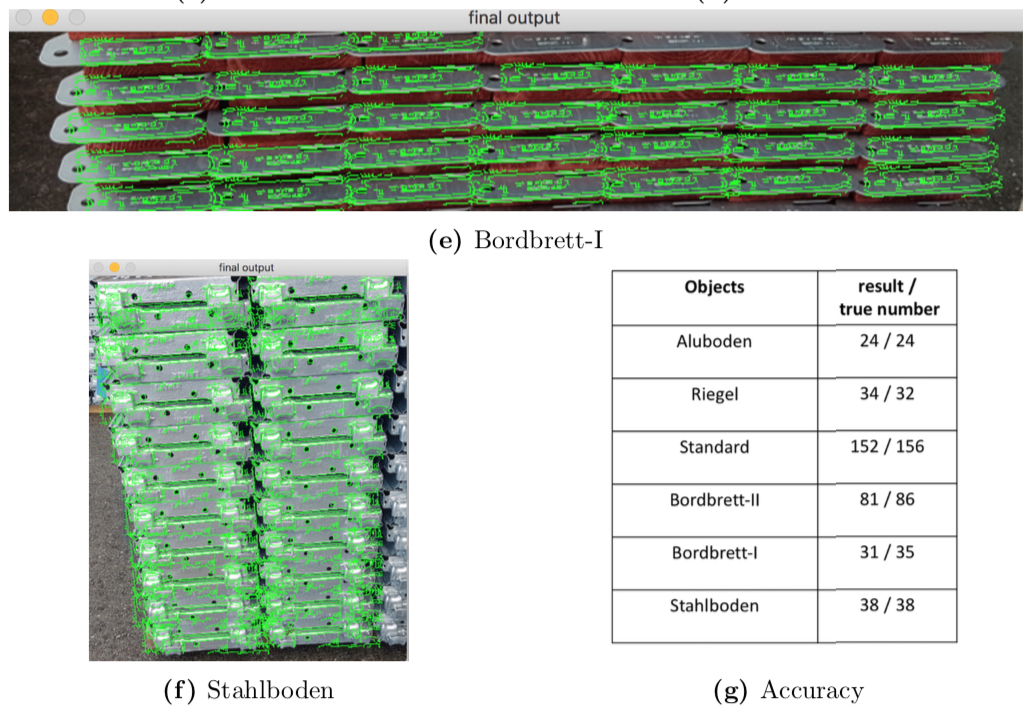 final output
(e) Bordbrett-I
final output
(f) Stahlboden
Objects result / true number
Aluboden 24 / 24
Riegel 34 / 32
Standard 152 / 156
Bordbrett-II 81 / 86
Bordbrett-I 31 / 35
Stahlboden 38 / 38
(g) Accuracy